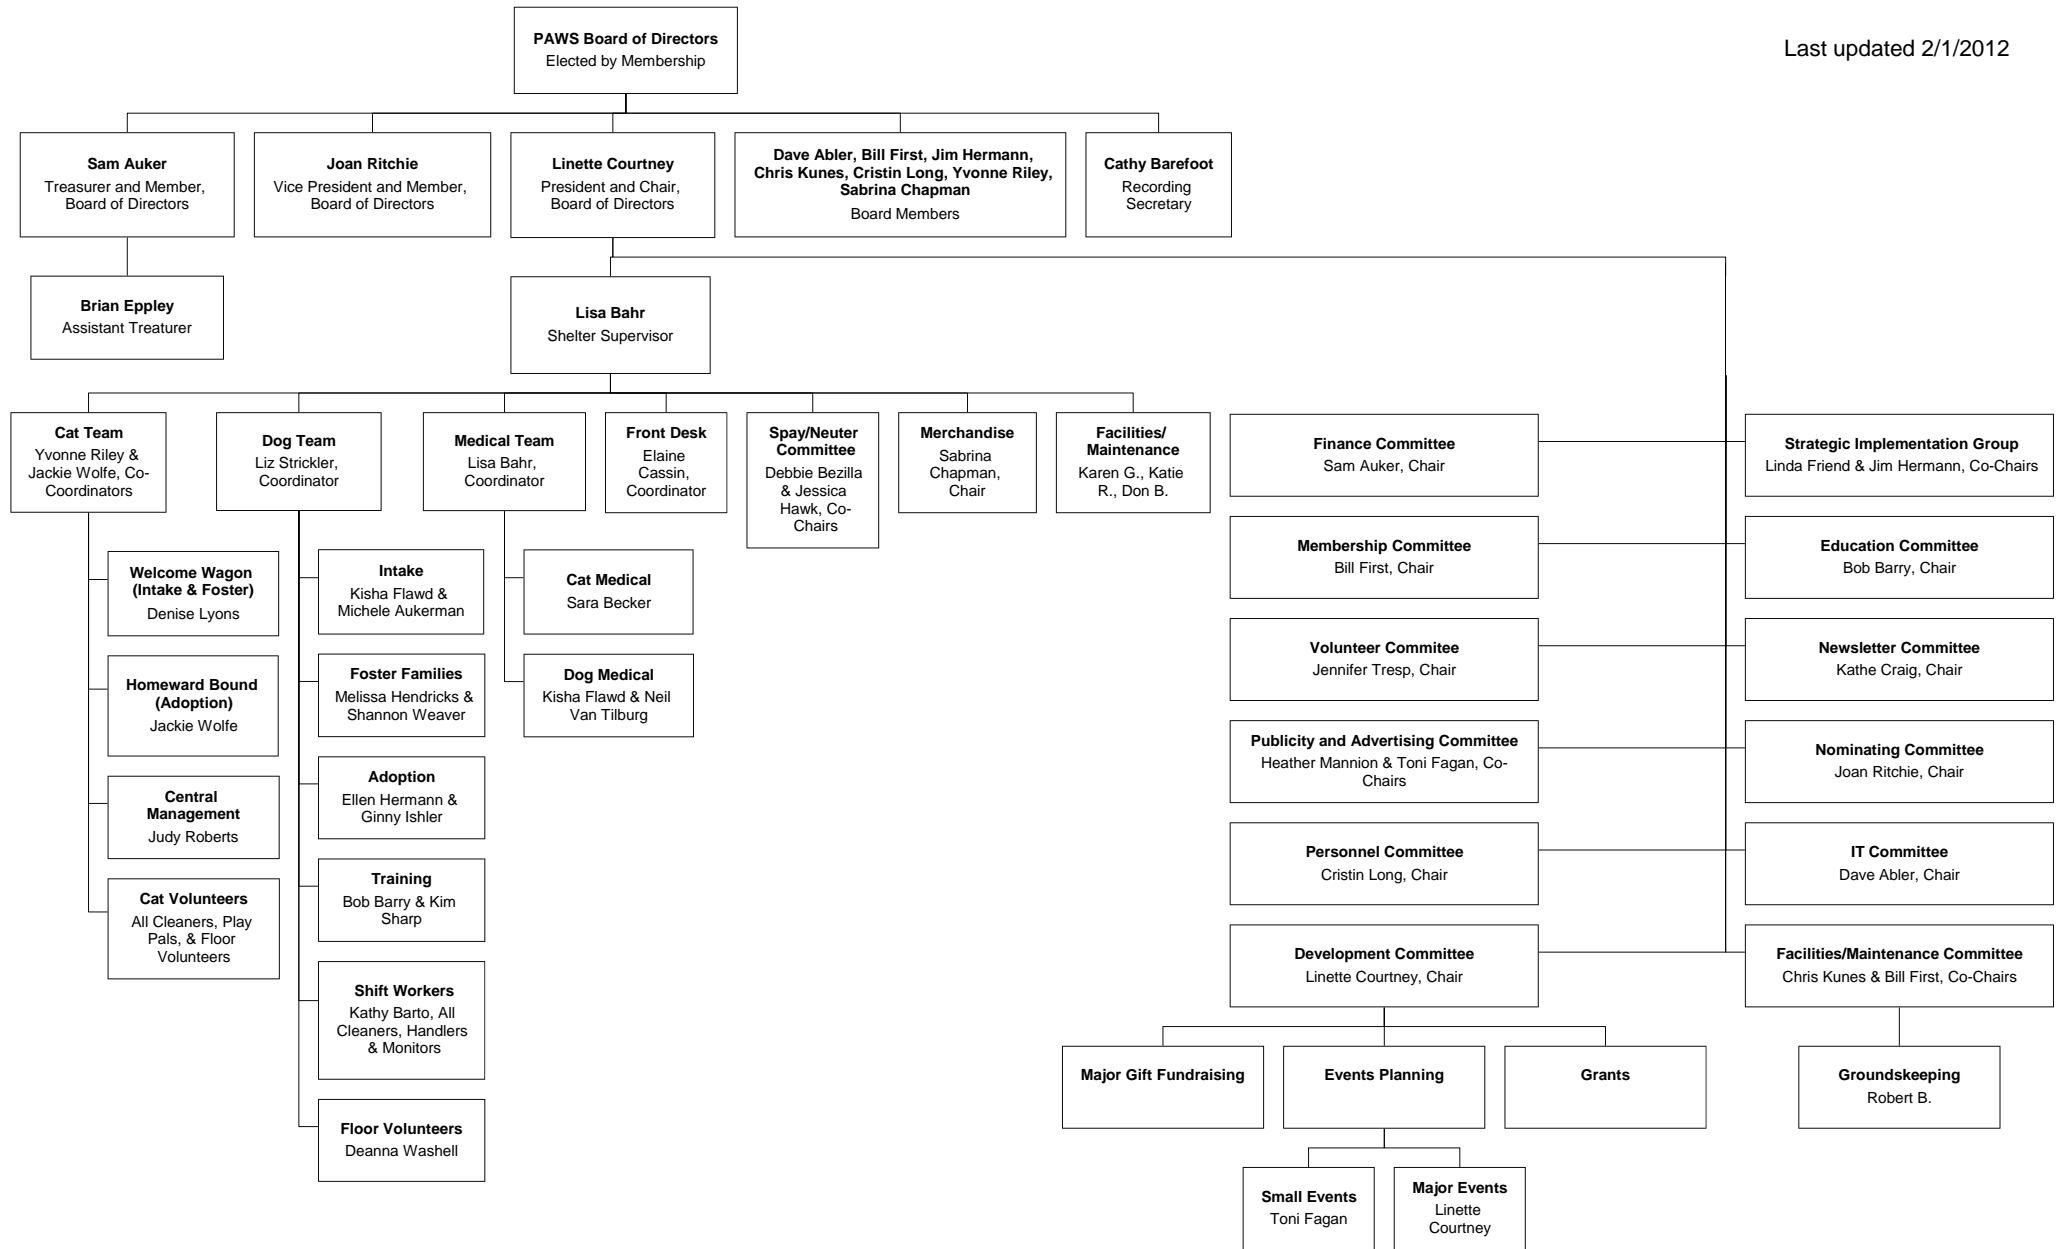 PAWS Board of Directors
Elected by Membership
Last updated 2/1/2012
Sam Auker
Treasurer and Member,
Board of Directors
Joan Ritchie
Vice President and Member,
Board of Directors
Linette Courtney
President and Chair,
Board of Directors
Dave Abler, Bill First, Jim Hermann,
Chris Kunes, Cristin Long, Yvonne Riley,
Sabrina Chapman
Board Members
Cathy Barefoot
Recording
Secretary
Brian Eppley
Assistant Treaturer
Lisa Bahr
Shelter Supervisor
Cat Team
Yvonne Riley &
Jackie Wolfe, Co-
Coordinators
Dog Team
Liz Strickler,
Coordinator
Medical Team
Lisa Bahr,
Coordinator
Front Desk
Elaine
Cassin,
Coordinator
Spay/Neuter
Committee
Debbie Bezilla
& Jessica
Hawk, Co-
Chairs
Merchandise
Sabrina
Chapman,
Chair
Facilities/
Maintenance
Karen G., Katie
R., Don B.
Welcome Wagon
(Intake & Foster)
Denise Lyons
Homeward Bound
(Adoption)
Jackie Wolfe
Central
Management
Judy Roberts
Cat Volunteers
All Cleaners, Play
Pals, & Floor
Volunteers
Intake
Kisha Flawd &
Michele Aukerman
Foster Families
Melissa Hendricks &
Shannon Weaver
Adoption
Ellen Hermann &
Ginny Ishler
Training
Bob Barry & Kim
Sharp
Shift Workers
Kathy Barto, All
Cleaners, Handlers
& Monitors
Floor Volunteers
Deanna Washell
Cat Medical
Sara Becker
Dog Medical
Kisha Flawd & Neil
Van Tilburg
Finance Committee
Sam Auker, Chair
Strategic Implementation Group
Linda Friend & Jim Hermann, Co-Chairs
Membership Committee
Bill First, Chair
Education Committee
Bob Barry, Chair
Volunteer Commitee
Jennifer Tresp, Chair
Newsletter Committee
Kathe Craig, Chair
Publicity and Advertising Committee
Heather Mannion & Toni Fagan, Co-
Chairs
Nominating Committee
Joan Ritchie, Chair
Personnel Committee
Cristin Long, Chair
IT Committee
Dave Abler, Chair
Development Committee
Linette Courtney, Chair
Facilities/Maintenance Committee
Chris Kunes & Bill First, Co-Chairs
Major Gift Fundraising
Events Planning
Grants
Groundskeeping
Robert B.
Small Events
Toni Fagan
Major Events
Linette
Courtney